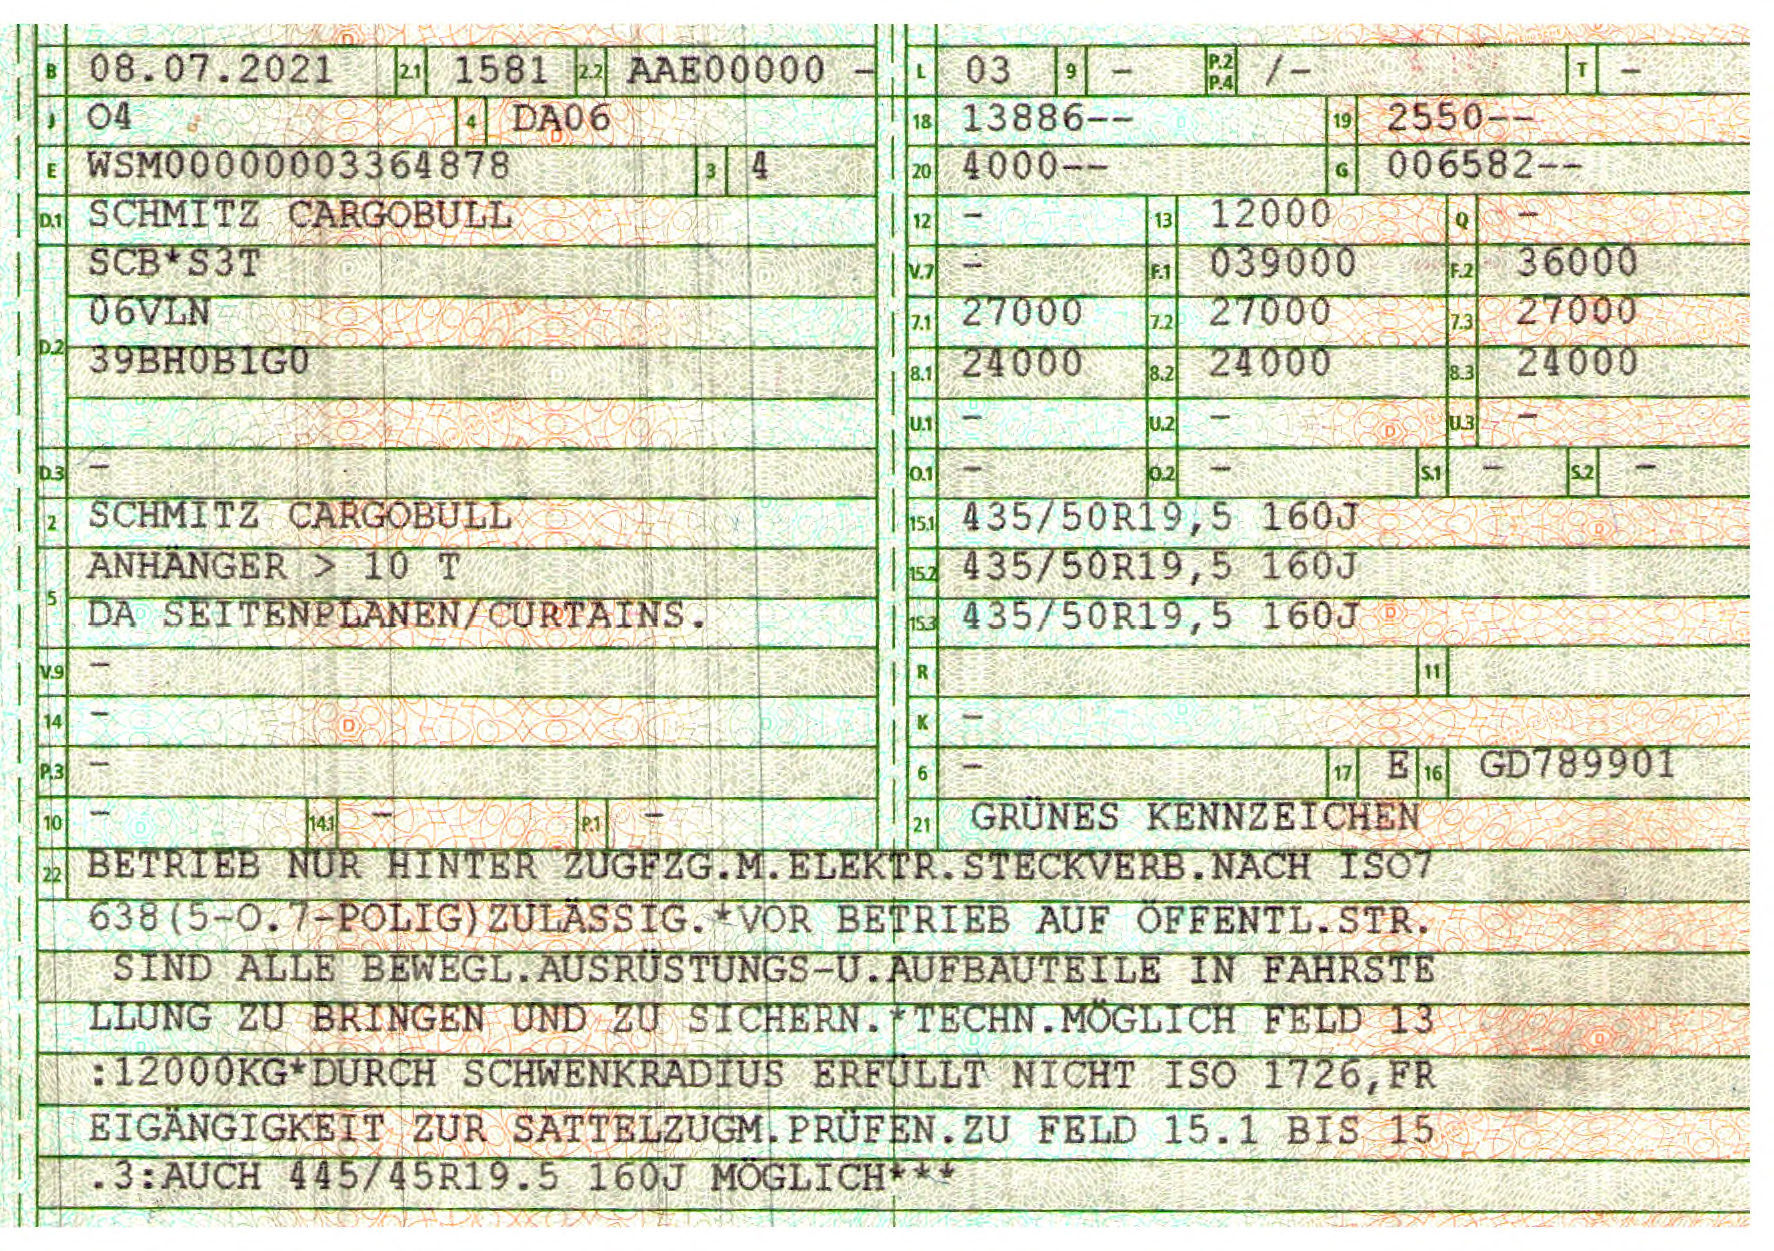 B 08.07.2021 2.1 1581 2.2 AAE00000 -
J 04 4 DA06
E WSM00000003364878 3 4
D.1 SCHMITZ CARGOBULL
SCB*S3T
06VLN
D.2
39BH0B1G0
D.3 -
2 SCHMITZ CARGOBULL
ANHÄNGER > 10 T
5
DA SEITENPLANEN/CURTAINS.
V.9 -
14 -
P.3 -
10 - 14.1 - P.1 -
L 03 9 - P.2 P.4 /- T -
18 13886-- 19 2550--
20 4000-- G 006582--
12 - 13 12000 Q -
V.7 - F.1 039000 F.2 36000
7.1 27000 7.2 27000 7.3 27000
8.1 24000 8.2 24000 8.3 24000
U.1 - U.2 - U.3 -
O.1 - O.2 - S.1 - S.2 -
15.1 435/50R19,5 160J
15.2 435/50R19,5 160J
15.3 435/50R19,5 160J
R 11
K -
6 - 17 E 16 GD789901
21 GRÜNES KENNZEICHEN
22 BETRIEB NUR HINTER ZUGFZG.M.ELEKTR.STECKVERB.NACH ISO7
638(5-O.7-POLIG)ZULÄSSIG.*VOR BETRIEB AUF ÖFFENTL.STR.
SIND ALLE BEWEGL.AUSRÜSTUNGS-U.AUFBAUTEILE IN FAHRSTE
LLUNG ZU BRINGEN UND ZU SICHERN.*TECHN.MÖGLICH FELD 13
:12000KG*DURCH SCHWENKRADIUS ERFÜLLT NICHT ISO 1726,FR
EIGÄNGIGKEIT ZUR SATTELZUGM.PRÜFEN.ZU FELD 15.1 BIS 15
.3:AUCH 445/45R19.5 160J MÖGLICH***